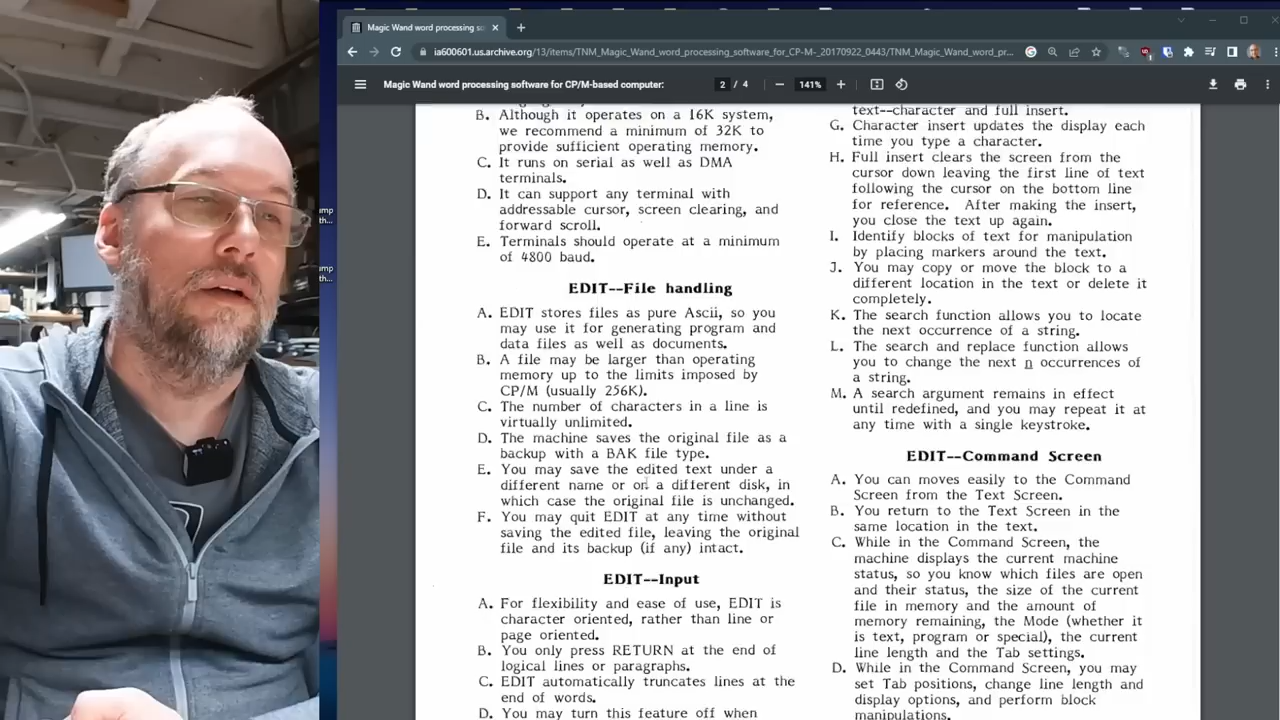 Magic Wand word processing so
ia600601.us.archive.org/13/items/TNM_Magic_Wand_word_processing_software_for_CP-M-_20170922_0443/TNM_Magic_Wand_word_pr...
Magic Wand word processing software for CP/M-based computer:
2 / 4
141%
B. Although it operates on a 16K system,
we recommend a minimum of 32K to
provide sufficient operating memory.
C. It runs on serial as well as DMA
terminals.
D. It can support any terminal with
addressable cursor, screen clearing, and
forward scroll.
E. Terminals should operate at a minimum
of 4800 baud.
EDIT--File handling
A. EDIT stores files as pure Ascii, so you
may use it for generating program and
data files as well as documents.
B. A file may be larger than operating
memory up to the limits imposed by
CP/M (usually 256K).
C. The number of characters in a line is
virtually unlimited.
D. The machine saves the original file as a
backup with a BAK file type.
E. You may save the edited text under a
different name or on a different disk, in
which case the original file is unchanged.
F. You may quit EDIT at any time without
saving the edited file, leaving the original
file and its backup (if any) intact.
EDIT--Input
A. For flexibility and ease of use, EDIT is
character oriented, rather than line or
page oriented.
B. You only press RETURN at the end of
logical lines or paragraphs.
C. EDIT automatically truncates lines at the
end of words.
D. You may turn this feature off when
text--character and full insert.
G. Character insert updates the display each
time you type a character.
H. Full insert clears the screen from the
cursor down leaving the first line of text
following the cursor on the bottom line
for reference. After making the insert,
you close the text up again.
I. Identify blocks of text for manipulation
by placing markers around the text.
J. You may copy or move the block to a
different location in the text or delete it
completely.
K. The search function allows you to locate
the next occurrence of a string.
L. The search and replace function allows
you to change the next n occurrences of
a string.
M. A search argument remains in effect
until redefined, and you may repeat it at
any time with a single keystroke.
EDIT--Command Screen
A. You can moves easily to the Command
Screen from the Text Screen.
B. You return to the Text Screen in the
same location in the text.
C. While in the Command Screen, the
machine displays the current machine
status, so you know which files are open
and their status, the size of the current
file in memory and the amount of
memory remaining, the Mode (whether it
is text, program or special), the current
line length and the Tab settings.
D. While in the Command Screen, you may
set Tab positions, change line length and
display options, and perform block
manipulations.
ump
th...
ump
th...